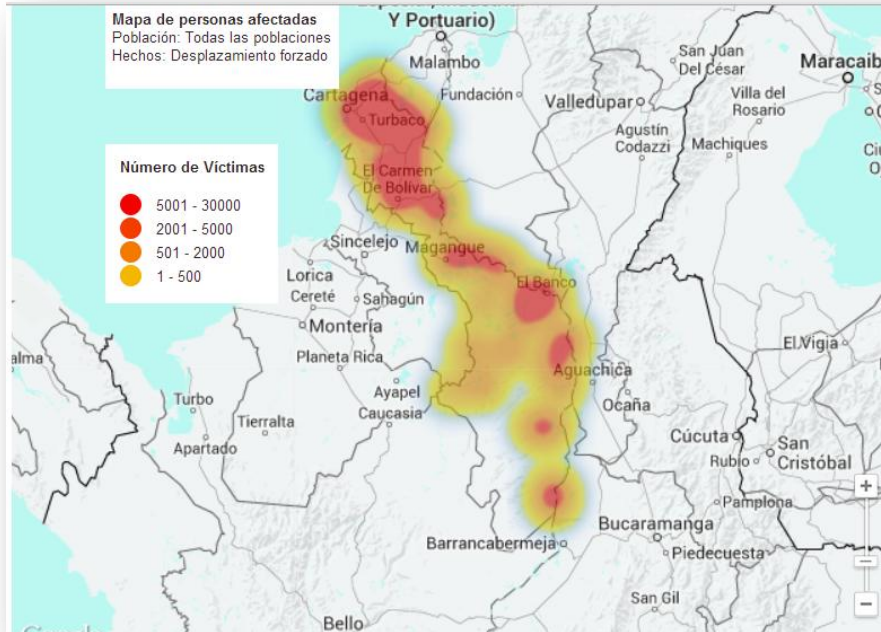 Mapa de personas afectadas
Población: Todas las poblaciones
Hechos: Desplazamiento forzado
Y Portuario)
Malambo
Cartagena
Turbaco
Fundación
Valledupar
San Juan
Del César
Maracaib
Villa del
Rosario
Agustín
Codazzi
Machiques
Número de Víctimas
5001 - 30000
2001 - 5000
501 - 2000
1 - 500
El Carmen
De Bolívar
Sincelejo
Magangue
Lorica
Cereté
Sahagún
Montería
El Banco
Planeta Rica
Ayapel
Caucasia
Aguachica
Ocaña
El Vigía
alma
Turbo
Tierralta
Apartado
Cúcuta
San
Cristóbal
Rubio
Pamplona
Bucaramanga
Barrancabermeja
Piedecuesta
San Gil
Bello